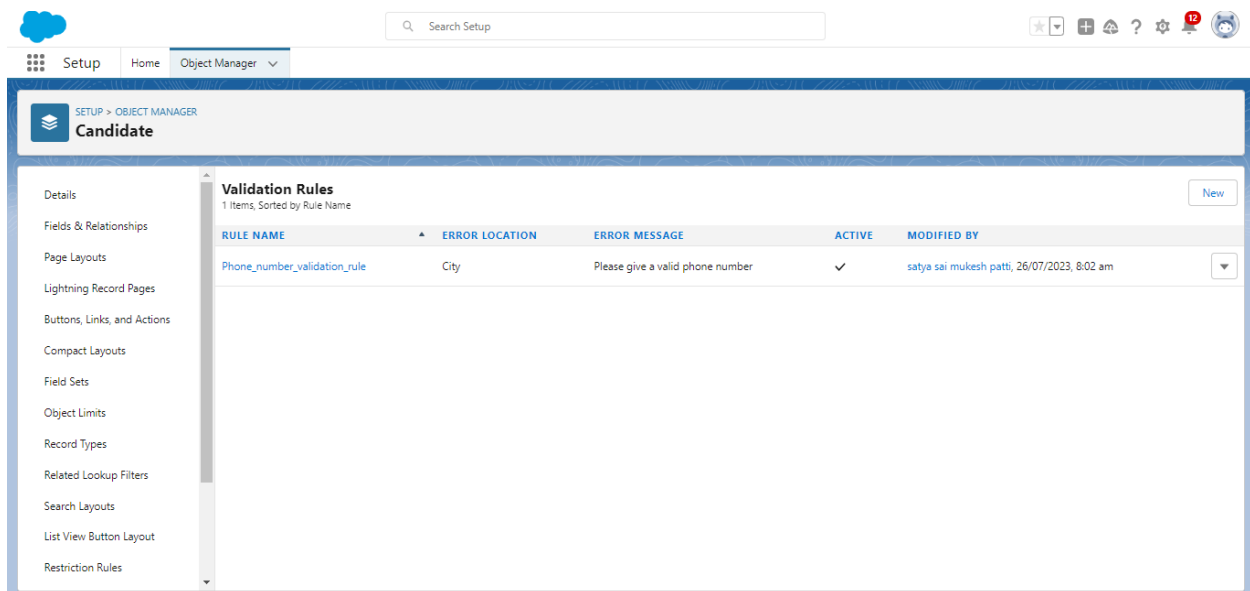 Search Setup
12
Setup Home Object Manager
SETUP > OBJECT MANAGER
Candidate
Details
Fields & Relationships
Page Layouts
Lightning Record Pages
Buttons, Links, and Actions
Compact Layouts
Field Sets
Object Limits
Record Types
Related Lookup Filters
Search Layouts
List View Button Layout
Restriction Rules
Validation Rules
1 Items, Sorted by Rule Name
New
RULE NAME ERROR LOCATION ERROR MESSAGE ACTIVE MODIFIED BY
Phone_number_validation_rule City Please give a valid phone number ✓ satya sai mukesh patti, 26/07/2023, 8:02 am